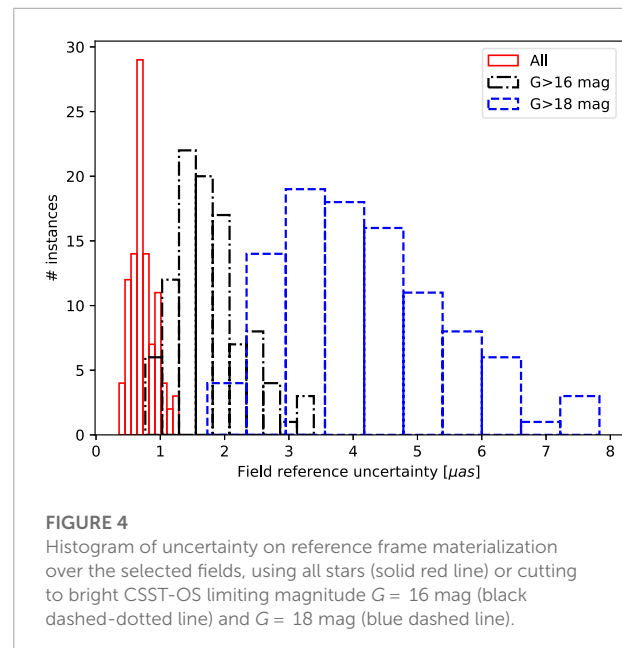 30
25
20
15
10
5
0
# instances
All
G>16 mag
G>18 mag
0 1 2 3 4 5 6 7 8
Field reference uncertainty [μas]
FIGURE 4
Histogram of uncertainty on reference frame materialization
over the selected fields, using all stars (solid red line) or cutting
to bright CSST-OS limiting magnitude G = 16 mag (black
dashed-dotted line) and G = 18 mag (blue dashed line).